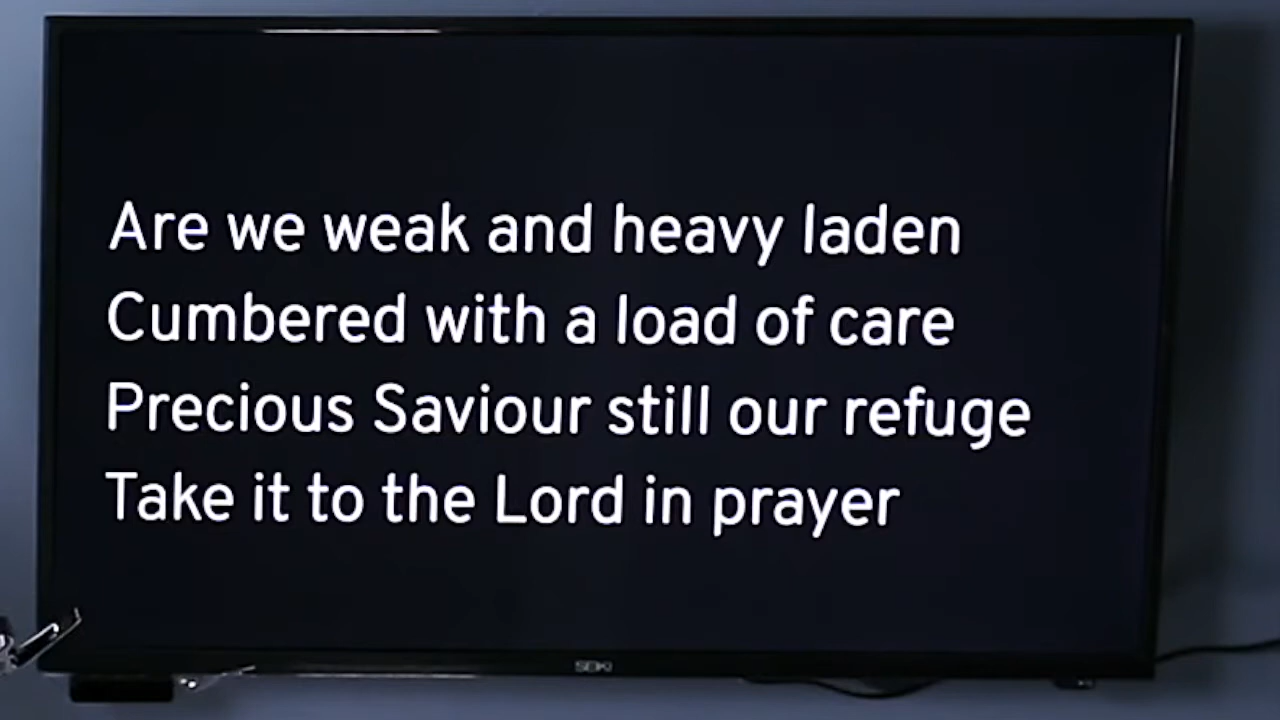 Are we weak and heavy laden
Cumbered with a load of care
Precious Saviour still our refuge
Take it to the Lord in prayer
SEIKI